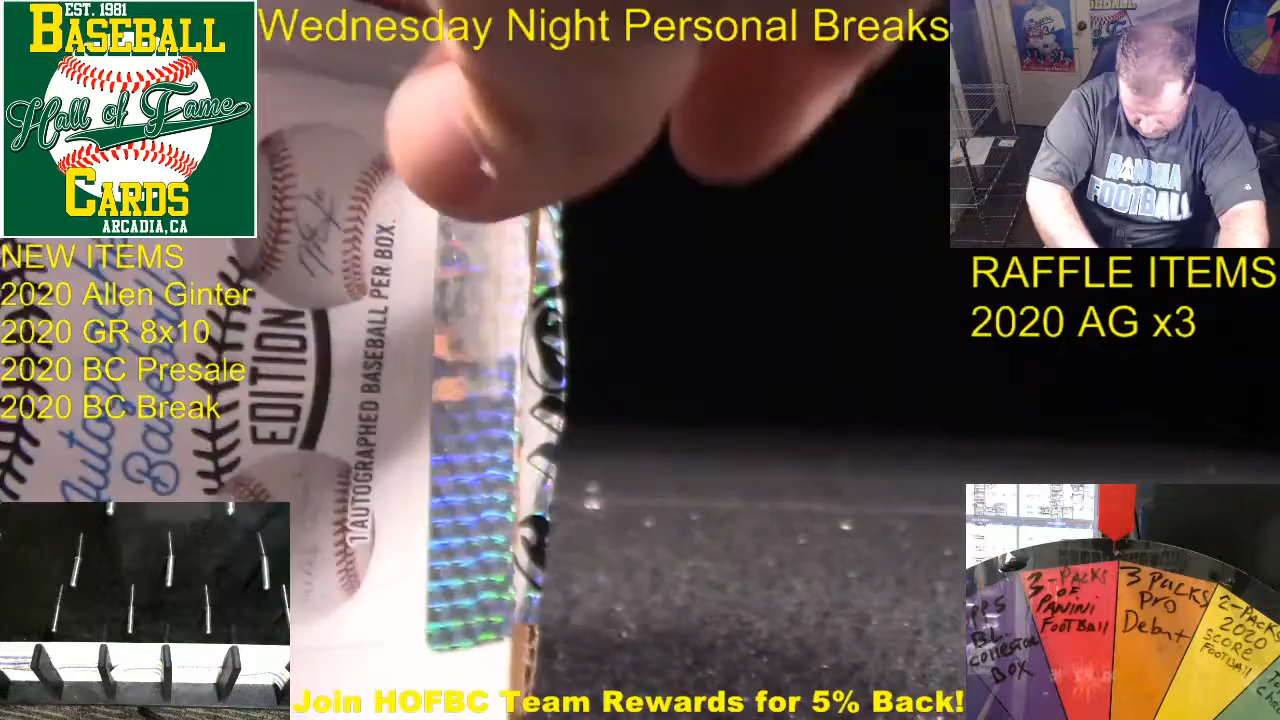 EST. 1981
BASEBALL
Hall of Fame
CARDS
ARCADIA, CA
Wednesday Night Personal Breaks
NEW ITEMS
2020 Allen Ginter
2020 GR 8x10
2020 BC Presale
2020 BC Break
RAFFLE ITEMS
2020 AG x3
34
FOOTBALL
Baseball
EDITION
1 AUTOGRAPHED BASEBALL PER BOX.
BOX
3-PACKS
OF
PANINI
FOOTBAll
3 PACKS
PRO
Debut
2-PACKS
2020
SCORE
FOOTBAll
Join HOFBC Team Rewards for 5% Back!